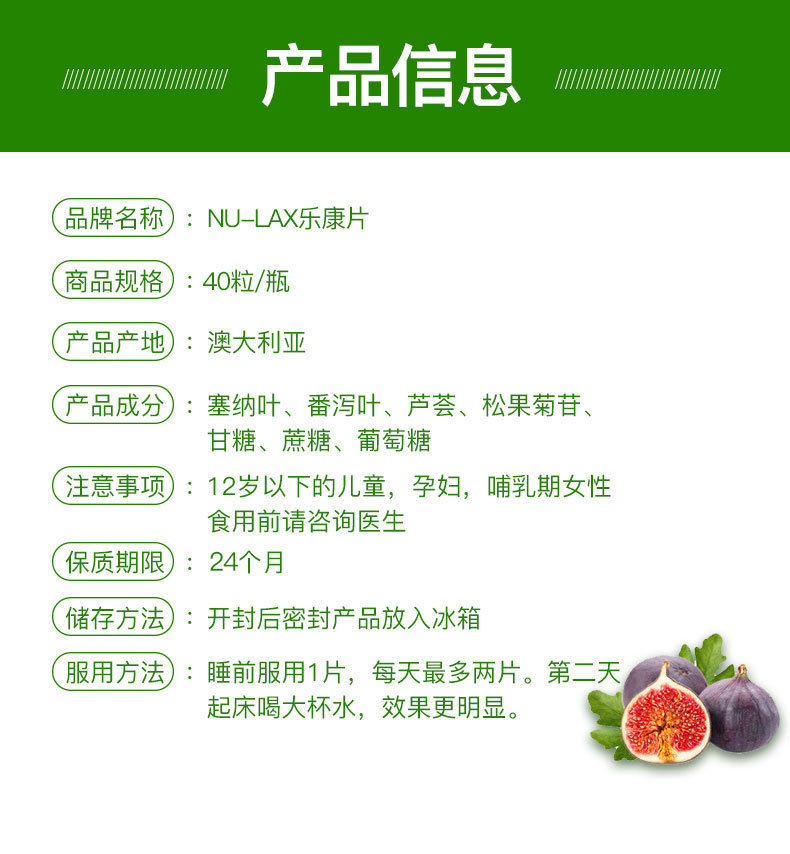 产品信息
品牌名称：NU-LAX乐康片
商品规格：40粒/瓶
产品产地：澳大利亚
产品成分：塞纳叶、番泻叶、芦荟、松果菊苷、
甘糖、蔗糖、葡萄糖
注意事项：12岁以下的儿童，孕妇，哺乳期女性
食用前请咨询医生
保质期限：24个月
储存方法：开封后密封产品放入冰箱
服用方法：睡前服用1片，每天最多两片。第二天
起床喝大杯水，效果更明显。